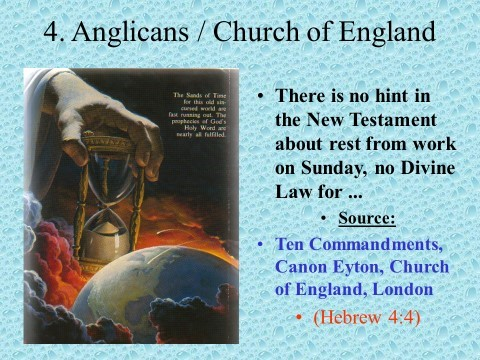 4. Anglicans / Church of England
The Sands of Time
for this old sin-
cursed world are
fast running out. The
prophecies of God's
Holy Word are
nearly all fulfilled.
• There is no hint in
the New Testament
about rest from work
on Sunday, no Divine
Law for ...
• Source:
• Ten Commandments,
Canon Eyton, Church
of England, London
• (Hebrew 4:4)